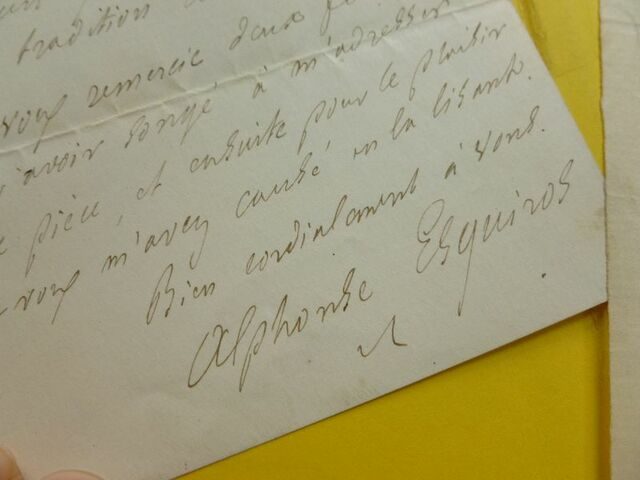 tradition
vous remercie deux f
avoir songé à m'adresser
pièce, et ensuite pour le plaisir
vous m'avez causé en la lisant.
Bien cordialement à vous.
Alphonse Esquiros